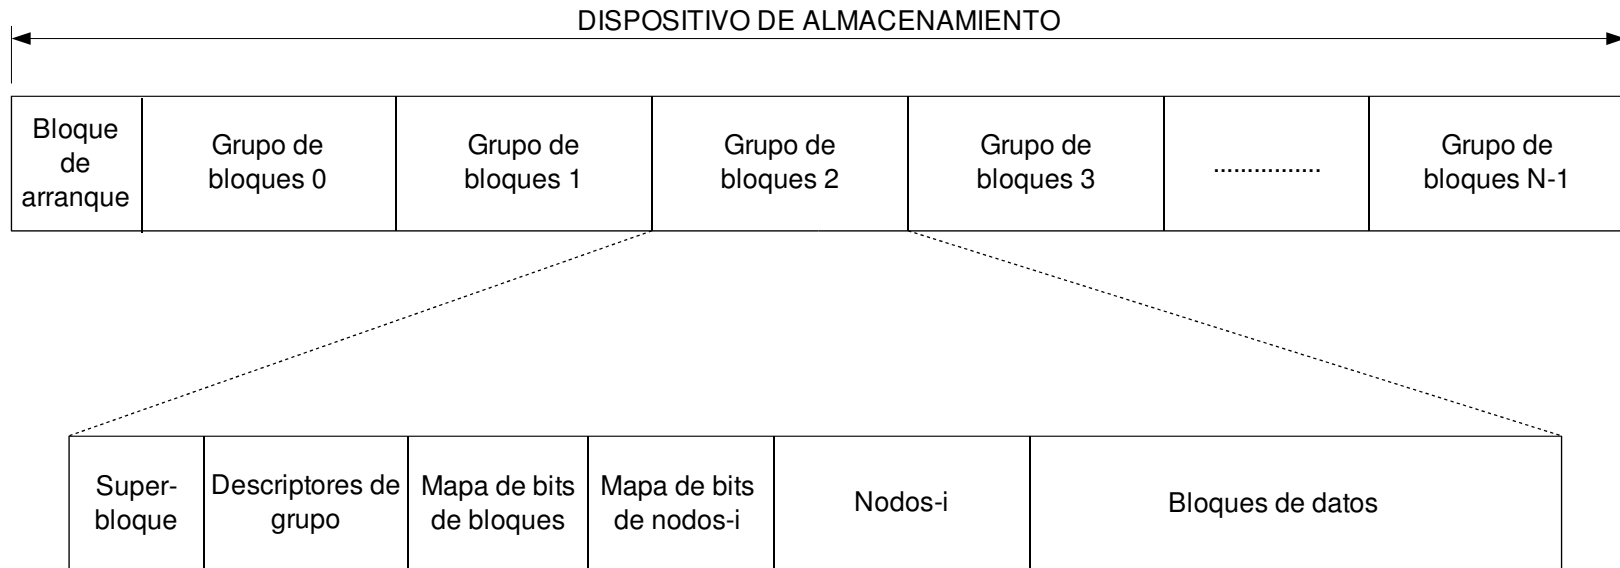 DISPOSITIVO DE ALMACENAMIENTO
Bloque
de
arranque
Grupo de
bloques 0
Grupo de
bloques 1
Grupo de
bloques 2
Grupo de
bloques 3
................
Grupo de
bloques N-1
Super-
bloque
Descriptores de
grupo
Mapa de bits
de bloques
Mapa de bits
de nodos-i
Nodos-i
Bloques de datos